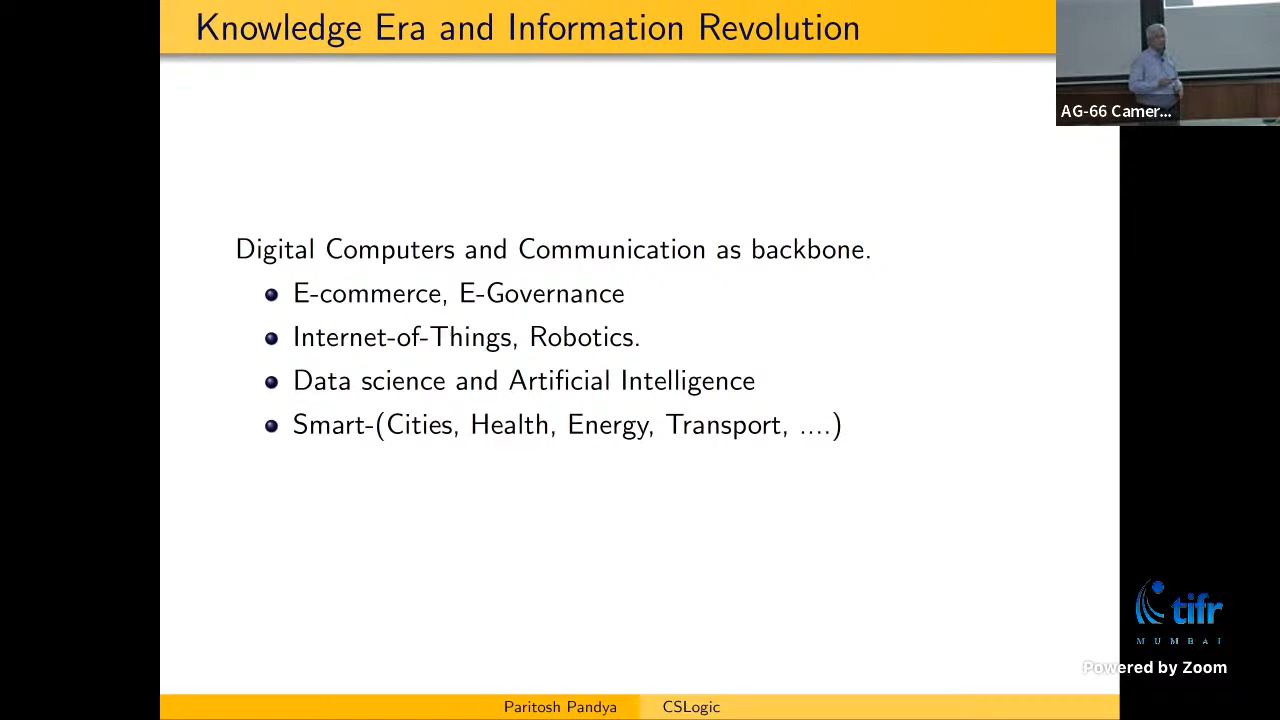 Knowledge Era and Information Revolution
AG-66 Camer...
Digital Computers and Communication as backbone.
E-commerce, E-Governance
Internet-of-Things, Robotics.
Data science and Artificial Intelligence
Smart-(Cities, Health, Energy, Transport, ....)
tifr
MUMBAI
Powered by Zoom
Paritosh Pandya CSLogic